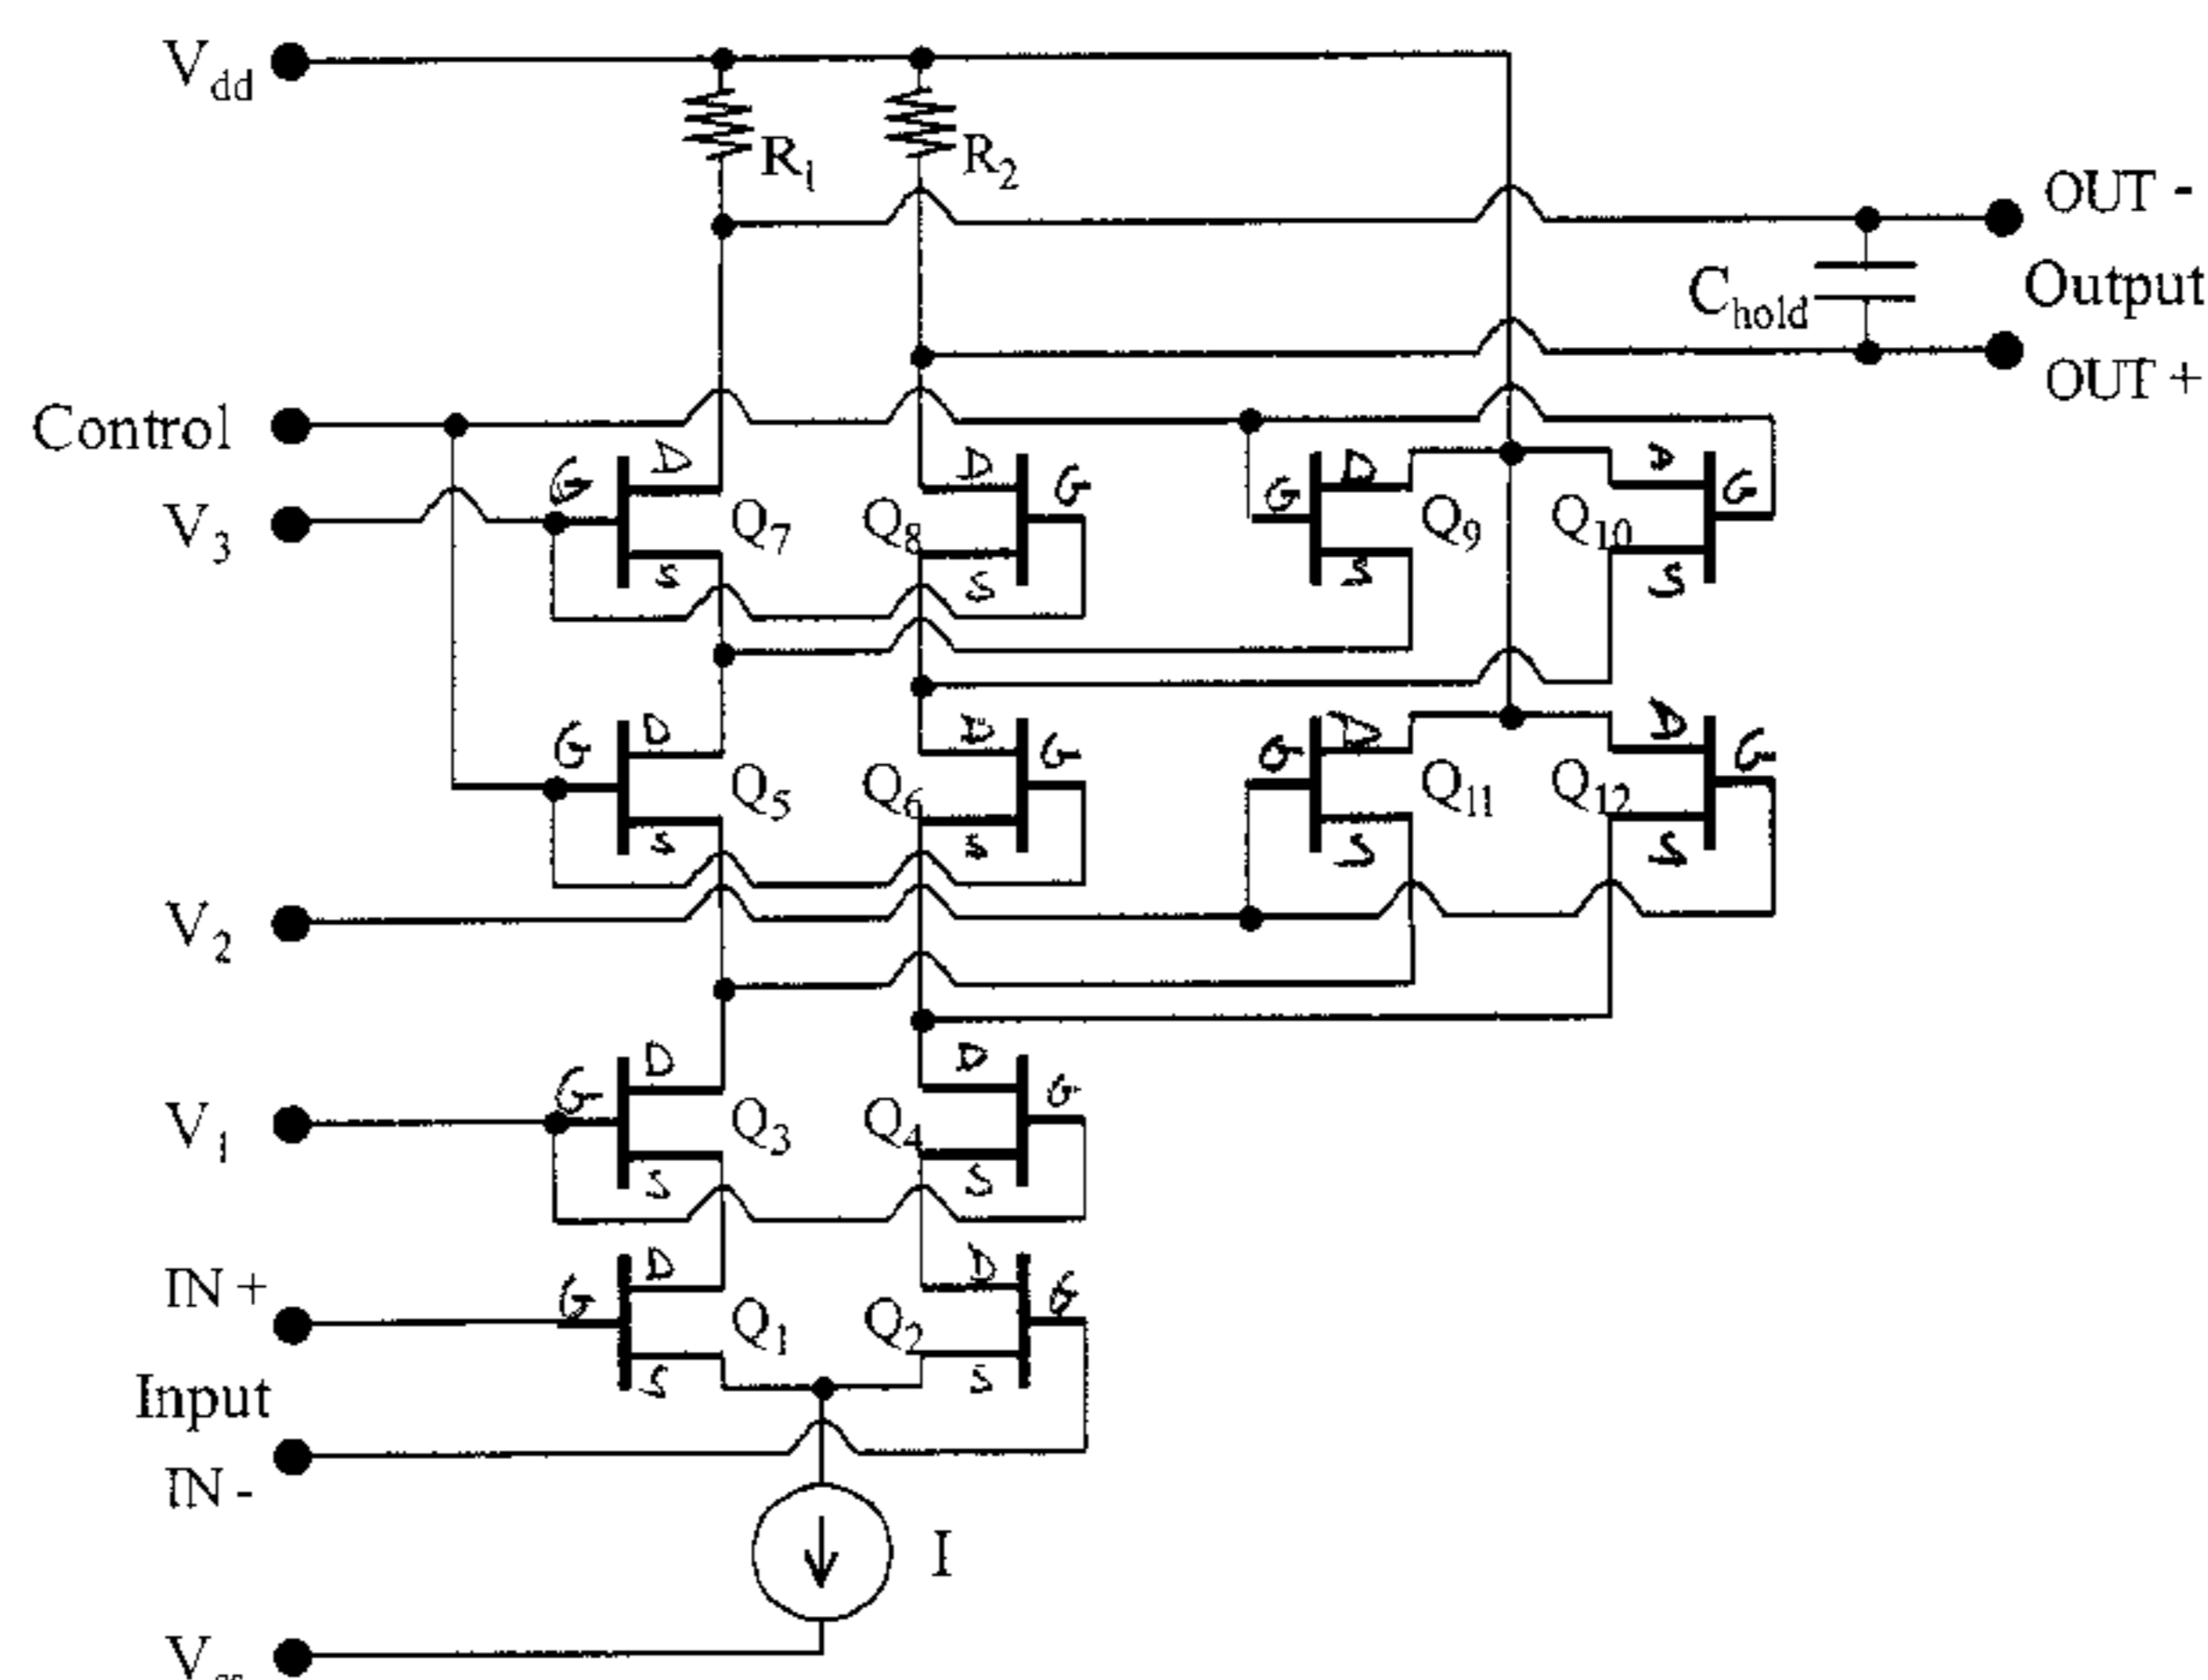 Vdd
R1
R2
OUT -
Chold
Output
OUT +
Control
V3
G
D
Q7
S
D
G
Q8
S
G
D
Q9
S
D
G
Q10
S
G
D
Q5
S
D
G
Q6
S
G
D
Q11
S
D
G
Q12
S
V2
V1
G
D
Q3
S
D
G
Q4
S
IN +
G
D
Q1
S
D
G
Q2
S
Input
IN -
I